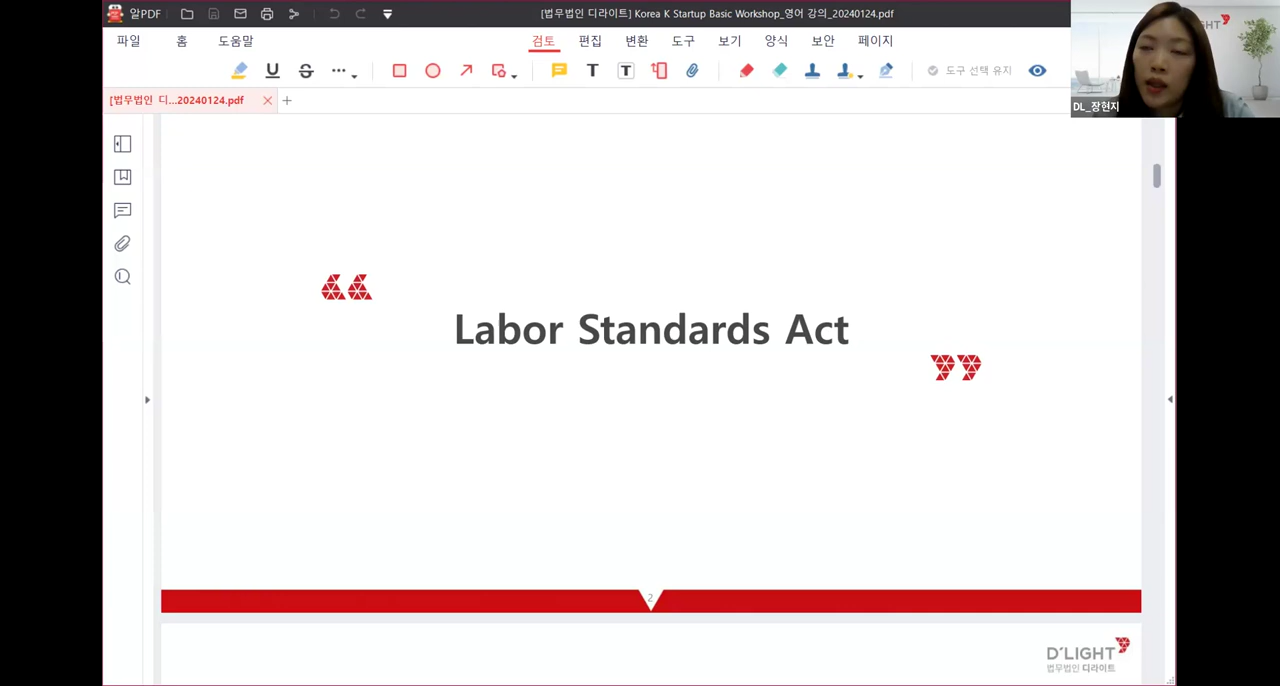 알PDF
[법무법인 디라이트] Korea K Startup Basic Workshop_영어 강의_20240124.pdf
파일 홈 도움말 검토 편집 변환 도구 보기 양식 보안 페이지
도구 선택 유지
[법무법인 디...20240124.pdf
DL_장현지
Labor Standards Act
2
D'LIGHT
법무법인 디라이트